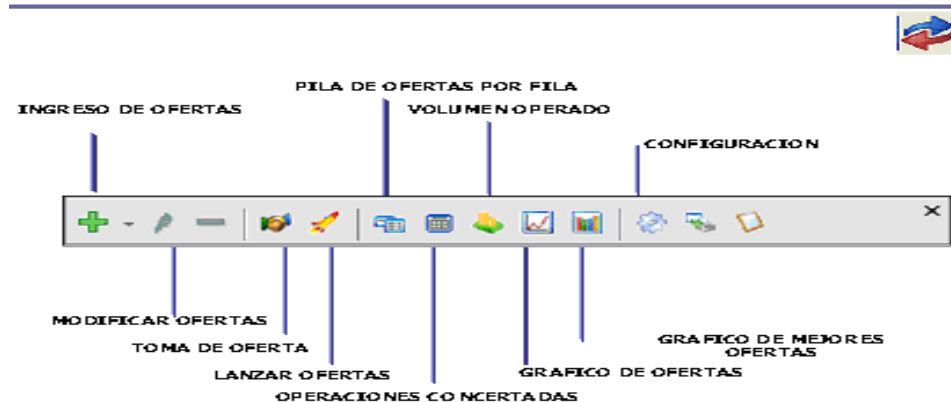 PILA DE OFERTAS POR FILA
INGRESO DE OFERTAS
VOLUMEN OPERADO
CONFIGURACION
MODIFICAR OFERTAS
TOMA DE OFERTA
LANZAR OFERTAS
OPERACIONES CONCERTADAS
GRAFICO DE OFERTAS
GRAFICO DE MEJORES
OFERTAS